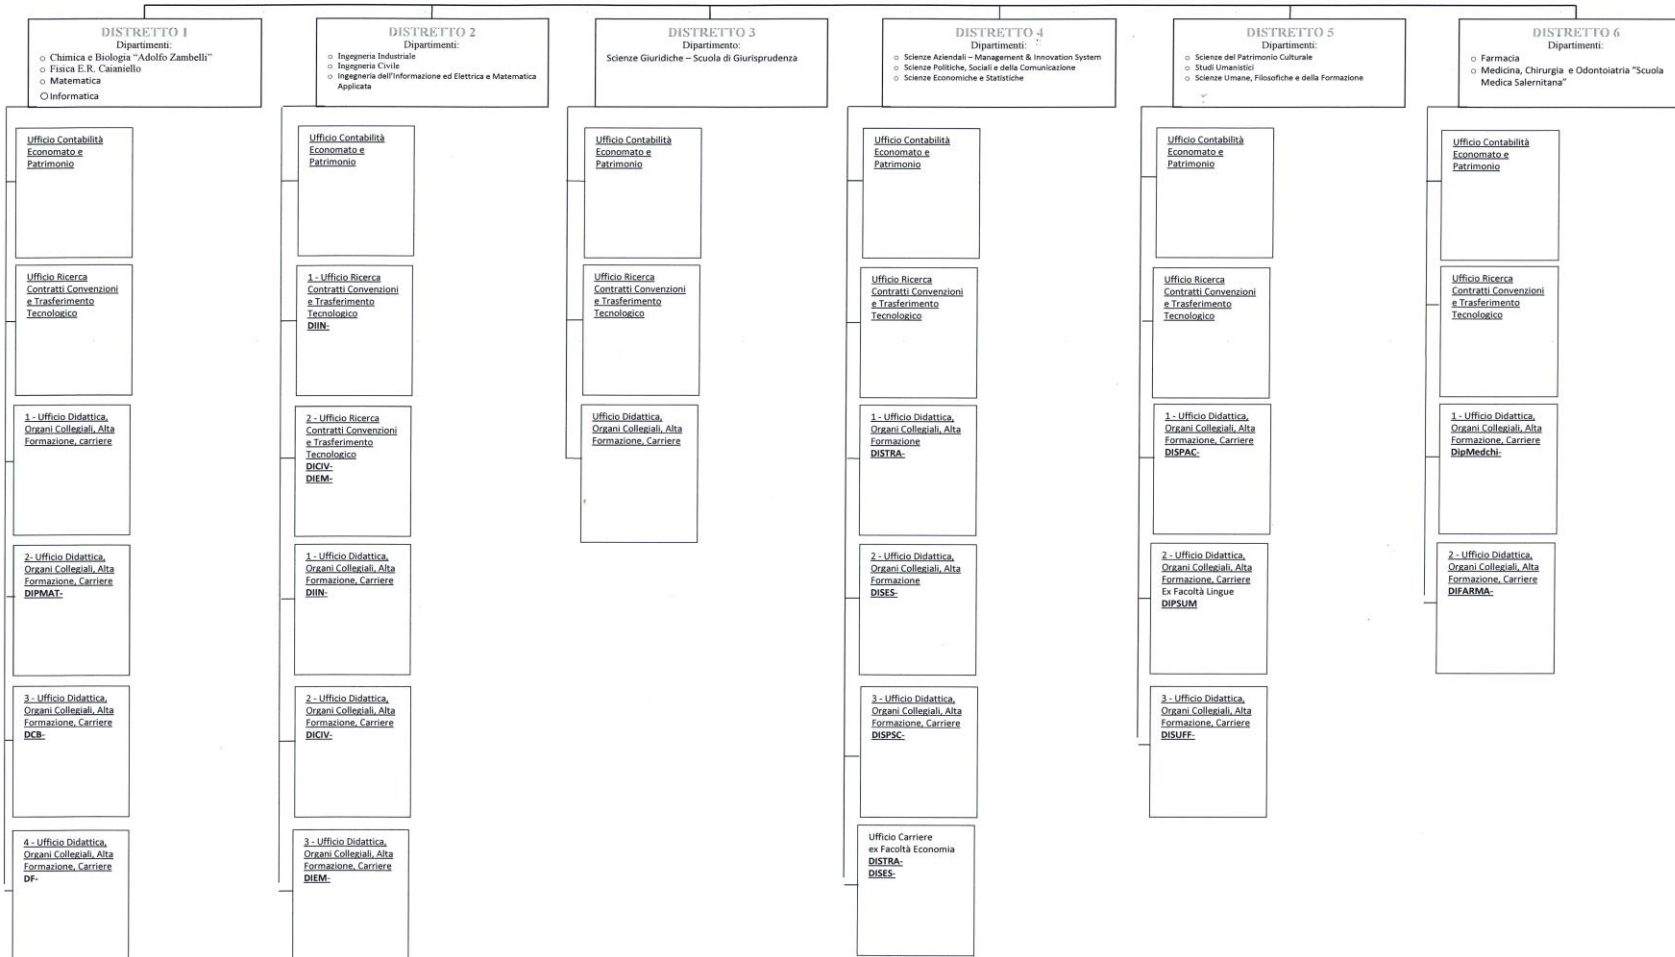 DISTRETTO 1
Dipartimenti:
o Chimica e Biologia "Adolfo Zambelli"
o Fisica E.R. Caianiello
o Matematica
O Informatica
Ufficio Contabilità
Economato e
Patrimonio
Ufficio Ricerca
Contratti Convenzioni
e Trasferimento
Tecnologico
1 - Ufficio Didattica,
Organi Collegiali, Alta
Formazione, carriere
2- Ufficio Didattica,
Organi Collegiali, Alta
Formazione, Carriere
DIPMAT-
3 - Ufficio Didattica,
Organi Collegiali, Alta
Formazione, Carriere
DCB-
4 - Ufficio Didattica,
Organi Collegiali, Alta
Formazione, Carriere
DF-
DISTRETTO 2
Dipartimenti:
o Ingegneria Industriale
o Ingegneria Civile
o Ingegneria dell'Informazione ed Elettrica e Matematica
Applicata
Ufficio Contabilità
Economato e
Patrimonio
1 - Ufficio Ricerca
Contratti Convenzioni
e Trasferimento
Tecnologico
DIIN-
2 - Ufficio Ricerca
Contratti Convenzioni
e Trasferimento
Tecnologico
DICIV-
DIEM-
1 - Ufficio Didattica,
Organi Collegiali, Alta
Formazione, Carriere
DIIN-
2 - Ufficio Didattica,
Organi Collegiali, Alta
Formazione, Carriere
DICIV-
3 - Ufficio Didattica,
Organi Collegiali, Alta
Formazione, Carriere
DIEM-
DISTRETTO 3
Dipartimento:
Scienze Giuridiche – Scuola di Giurisprudenza
Ufficio Contabilità
Economato e
Patrimonio
Ufficio Ricerca
Contratti Convenzioni
e Trasferimento
Tecnologico
Ufficio Didattica,
Organi Collegiali, Alta
Formazione, Carriere
DISTRETTO 4
Dipartimenti:
o Scienze Aziendali – Management & Innovation System
o Scienze Politiche, Sociali e della Comunicazione
o Scienze Economiche e Statistiche
Ufficio Contabilità
Economato e
Patrimonio
Ufficio Ricerca
Contratti Convenzioni
e Trasferimento
Tecnologico
1 - Ufficio Didattica,
Organi Collegiali, Alta
Formazione
DISTRA-
2 - Ufficio Didattica,
Organi Collegiali, Alta
Formazione
DISES-
3 - Ufficio Didattica,
Organi Collegiali, Alta
Formazione, Carriere
DISPSC-
Ufficio Carriere
ex Facoltà Economia
DISTRA-
DISES-
DISTRETTO 5
Dipartimenti:
o Scienze del Patrimonio Culturale
o Studi Umanistici
o Scienze Umane, Filosofiche e della Formazione
Ufficio Contabilità
Economato e
Patrimonio
Ufficio Ricerca
Contratti Convenzioni
e Trasferimento
Tecnologico
1 - Ufficio Didattica,
Organi Collegiali, Alta
Formazione, Carriere
DISPAC-
2 - Ufficio Didattica,
Organi Collegiali, Alta
Formazione, Carriere
Ex Facoltà Lingue
DIPSUM
3 - Ufficio Didattica,
Organi Collegiali, Alta
Formazione, Carriere
DISUFF-
DISTRETTO 6
Dipartimenti:
o Farmacia
o Medicina, Chirurgia e Odontoiatria "Scuola
Medica Salernitana"
Ufficio Contabilità
Economato e
Patrimonio
Ufficio Ricerca
Contratti Convenzioni
e Trasferimento
Tecnologico
1 - Ufficio Didattica,
Organi Collegiali, Alta
Formazione, Carriere
DipMedchi-
2 - Ufficio Didattica,
Organi Collegiali, Alta
Formazione, Carriere
DIFARMA-